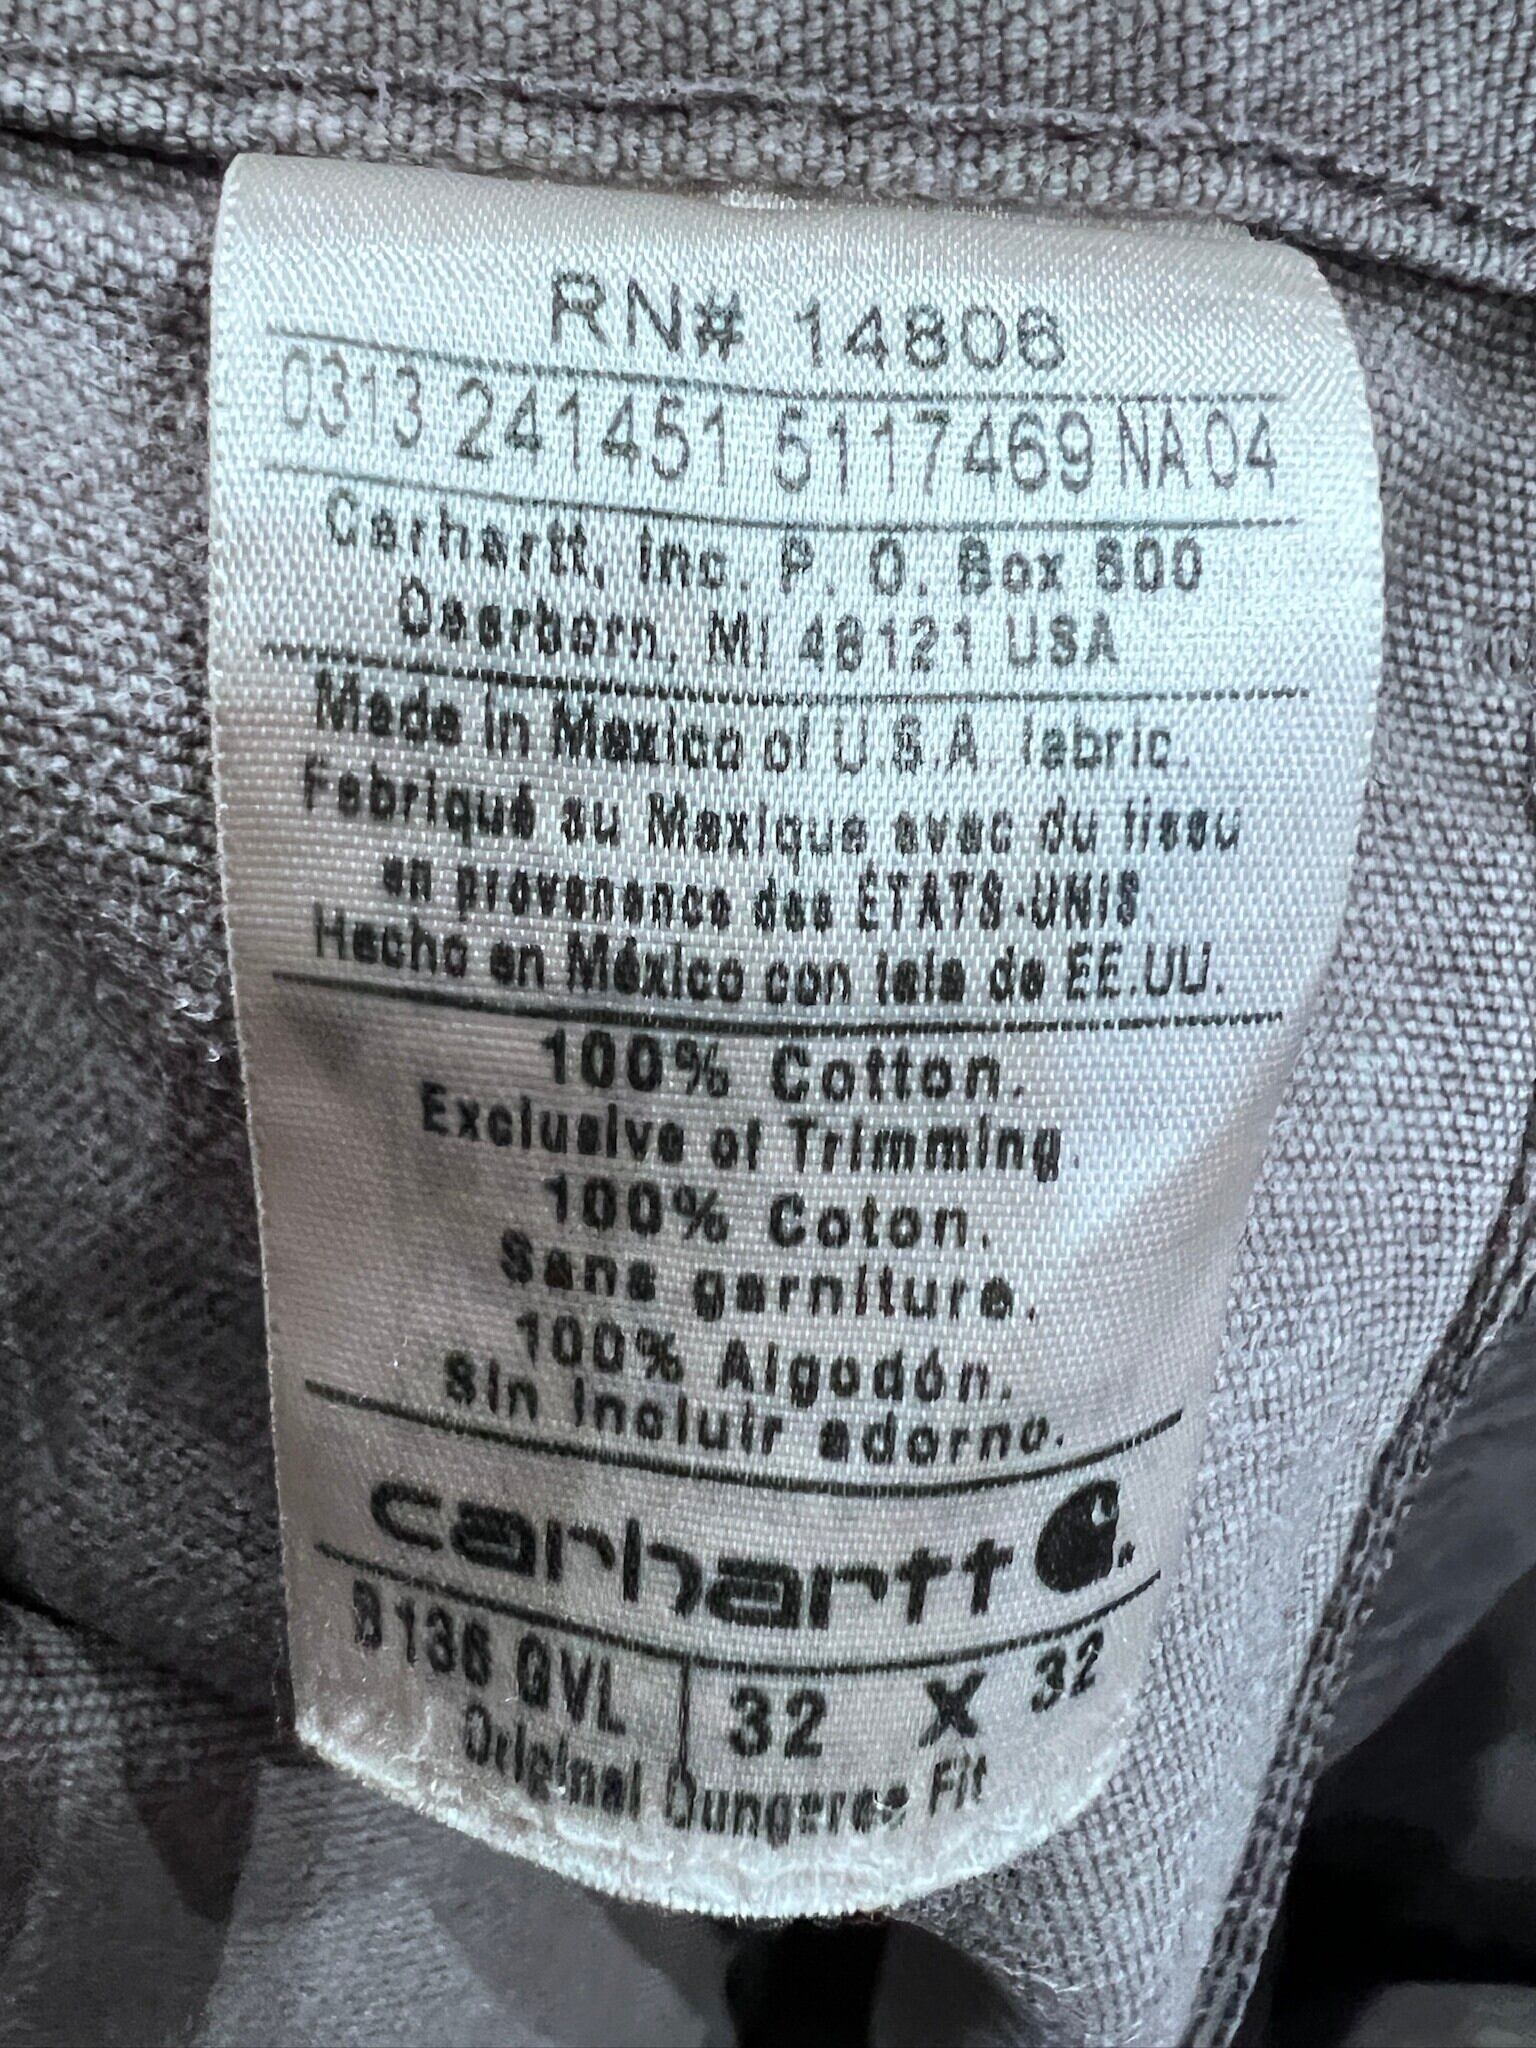 RN# 14806
0313 241451 5117469 NA 04
Carhartt, Inc. P. O. Box 600
Dearborn, MI 48121 USA
Made in Mexico of U.S.A. fabric.
Fabriqué au Mexique avec du tissu
en provenance des ÉTATS-UNIS.
Hecho en México con tela de EE.UU.
100% Cotton.
Exclusive of Trimming.
100% Coton.
Sans garniture.
100% Algodón.
Sin incluir adorno.
carhartt
B136 GVL 32 X 32
Original Dungaree Fit